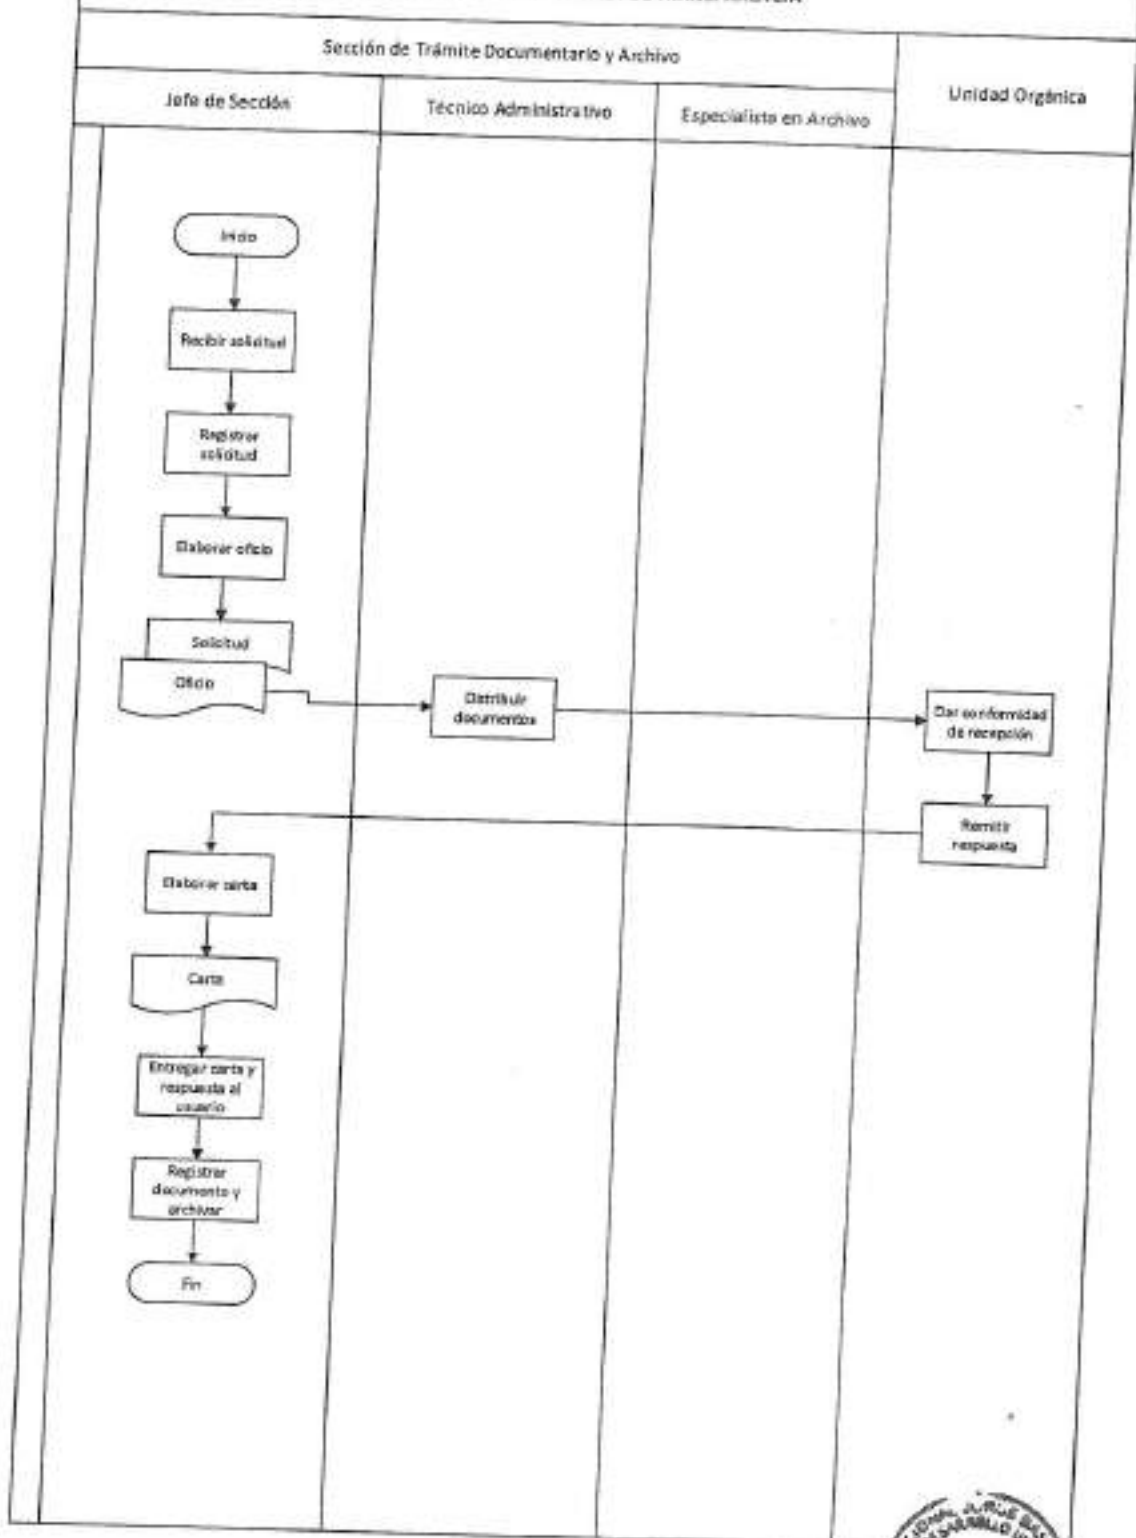 Sección de Trámite Documentario y Archivo
Unidad Orgánica
Jefe de Sección
Técnico Administrativo
Especialista en Archivo
Inicio
Recibir solicitud
Registrar
solicitud
Elaborar oficio
Solicitud
Oficio
Distribuir
documentos
Dar conformidad
de recepción
Remitir
respuesta
Elaborar carta
Carta
Entregar carta y
respuesta al
usuario
Registrar
documento y
archivar
Fin